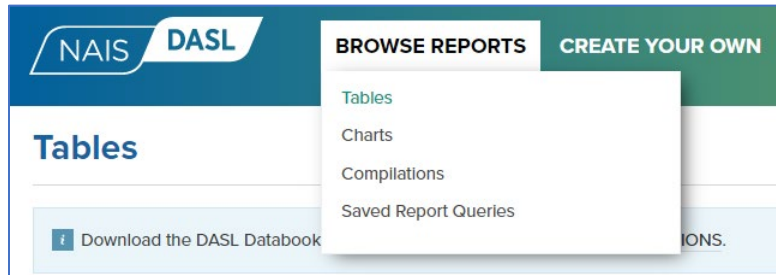 NAIS DASL BROWSE REPORTS CREATE YOUR OWN
Tables
Charts
Compilations
Saved Report Queries
Tables
i Download the DASL Databook IONS.